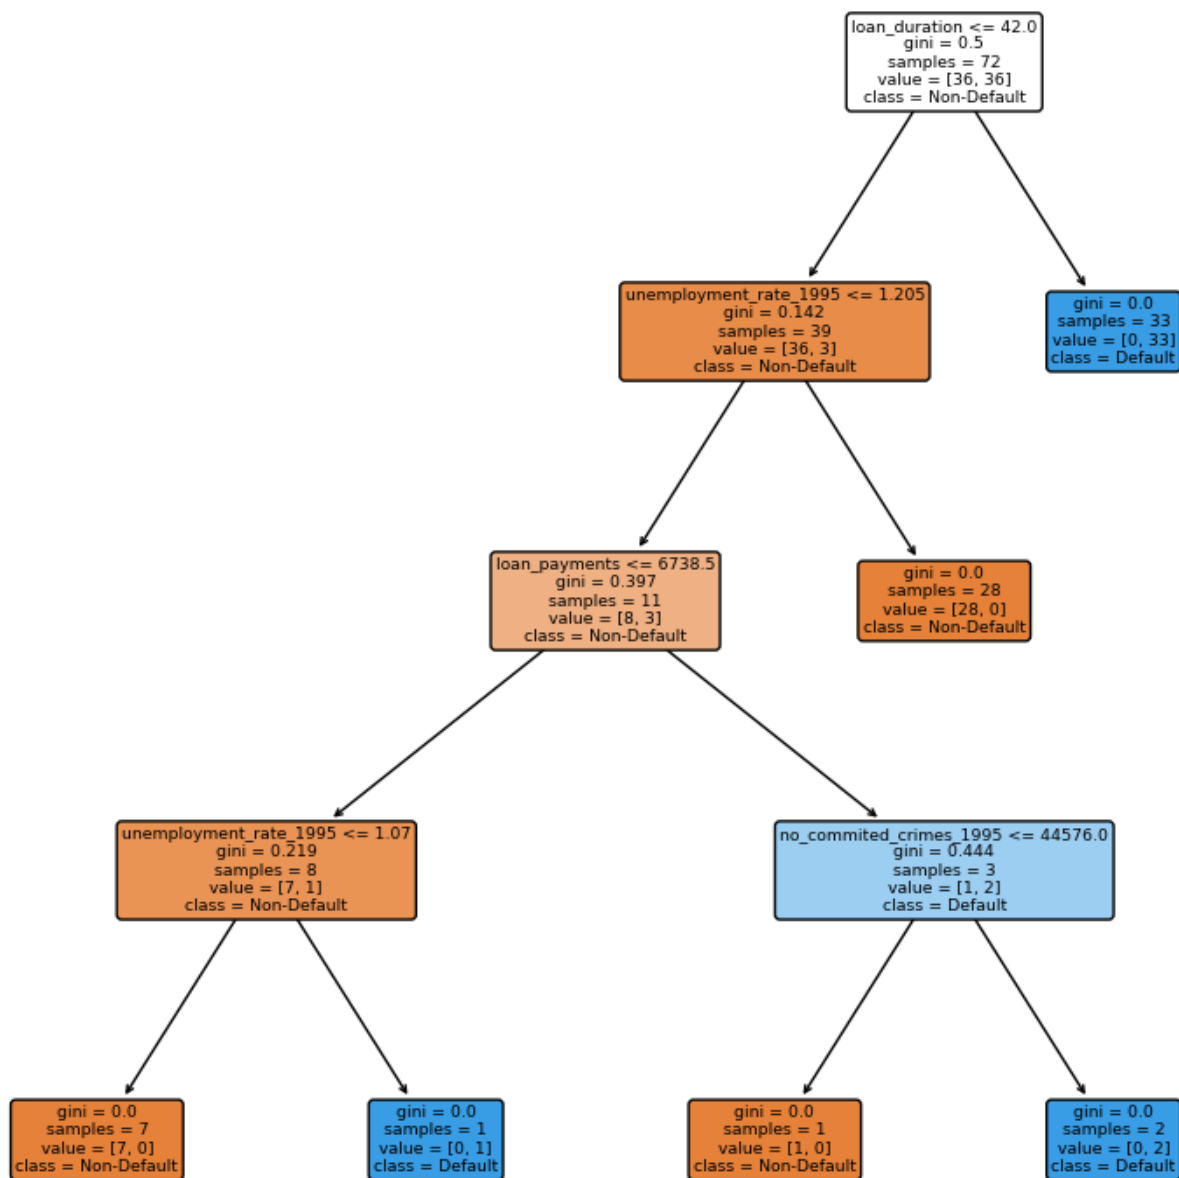 loan_duration <= 42.0
gini = 0.5
samples = 72
value = [36, 36]
class = Non-Default
unemployment_rate_1995 <= 1.205
gini = 0.142
samples = 39
value = [36, 3]
class = Non-Default
gini = 0.0
samples = 33
value = [0, 33]
class = Default
loan_payments <= 6738.5
gini = 0.397
samples = 11
value = [8, 3]
class = Non-Default
gini = 0.0
samples = 28
value = [28, 0]
class = Non-Default
unemployment_rate_1995 <= 1.07
gini = 0.219
samples = 8
value = [7, 1]
class = Non-Default
no_commited_crimes_1995 <= 44576.0
gini = 0.444
samples = 3
value = [1, 2]
class = Default
gini = 0.0
samples = 7
value = [7, 0]
class = Non-Default
gini = 0.0
samples = 1
value = [0, 1]
class = Default
gini = 0.0
samples = 1
value = [1, 0]
class = Non-Default
gini = 0.0
samples = 2
value = [0, 2]
class = Default